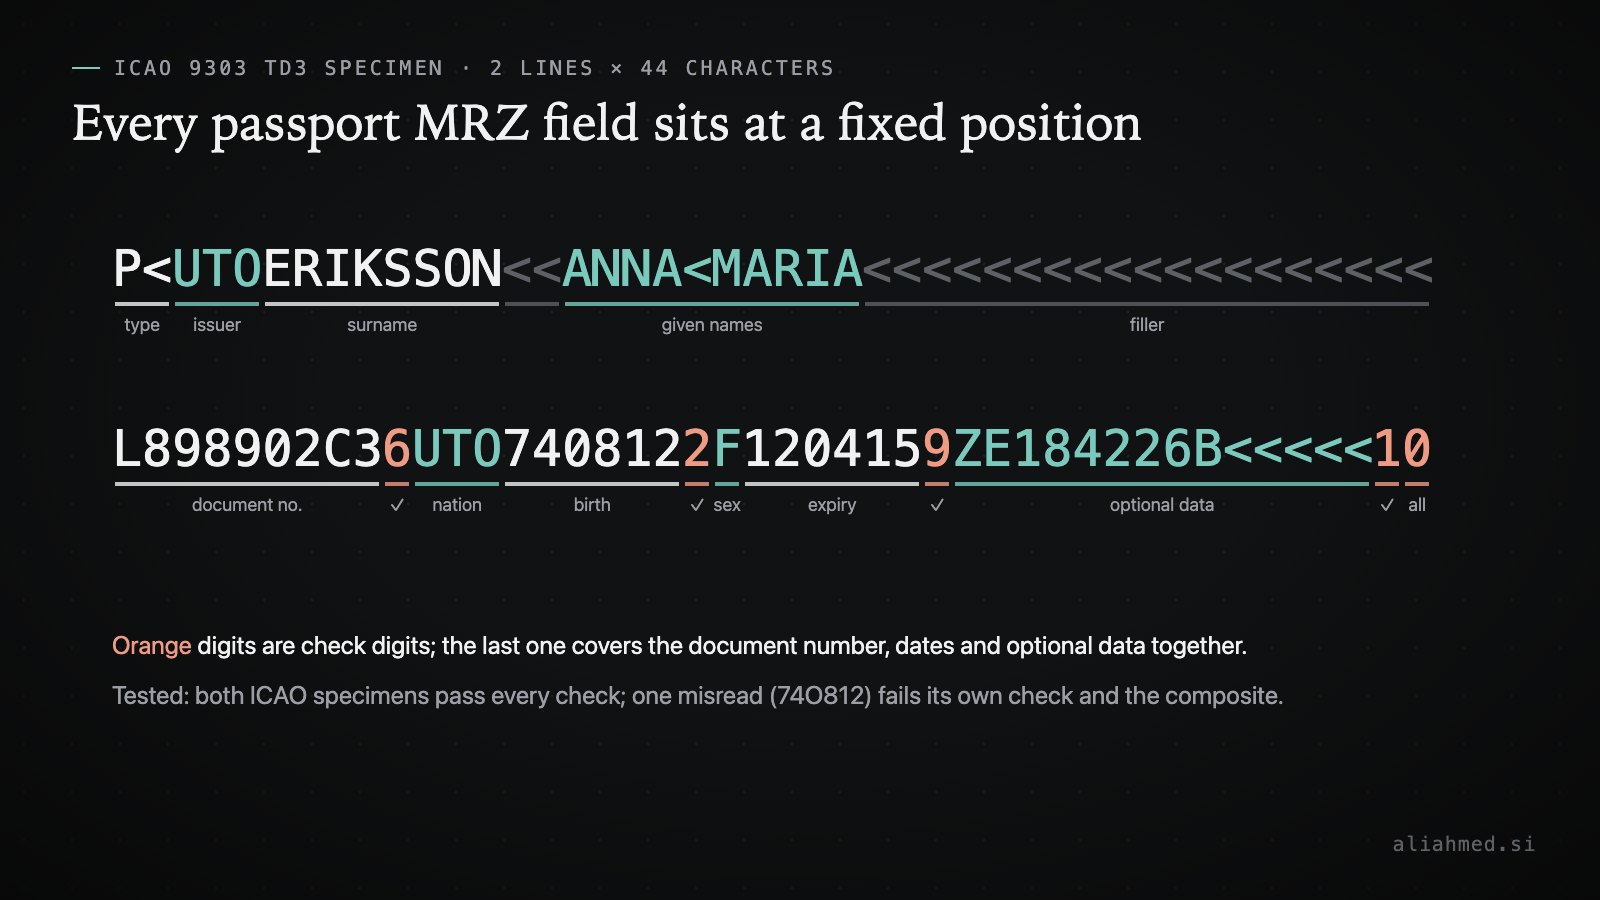 ICAO 9303 TD3 SPECIMEN · 2 LINES × 44 CHARACTERS
Every passport MRZ field sits at a fixed position
P<UTOERIKSSON<<ANNA<MARIA<<<<<<<<<<<<<<<<<<<
type issuer surname given names filler
L898902C36UTO7408122F1204159ZE184226B<<<<<10
document no. ✓ nation birth ✓ sex expiry ✓ optional data ✓ all
Orange digits are check digits; the last one covers the document number, dates and optional data together.
Tested: both ICAO specimens pass every check; one misread (74O812) fails its own check and the composite.
aliahmed.si